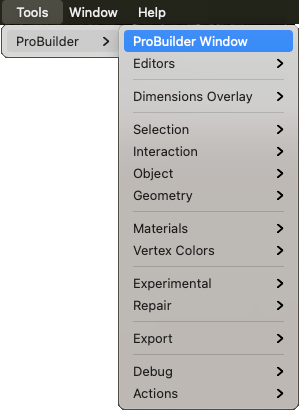 Tools Window Help
ProBuilder
ProBuilder Window
Editors
Dimensions Overlay
Selection
Interaction
Object
Geometry
Materials
Vertex Colors
Experimental
Repair
Export
Debug
Actions